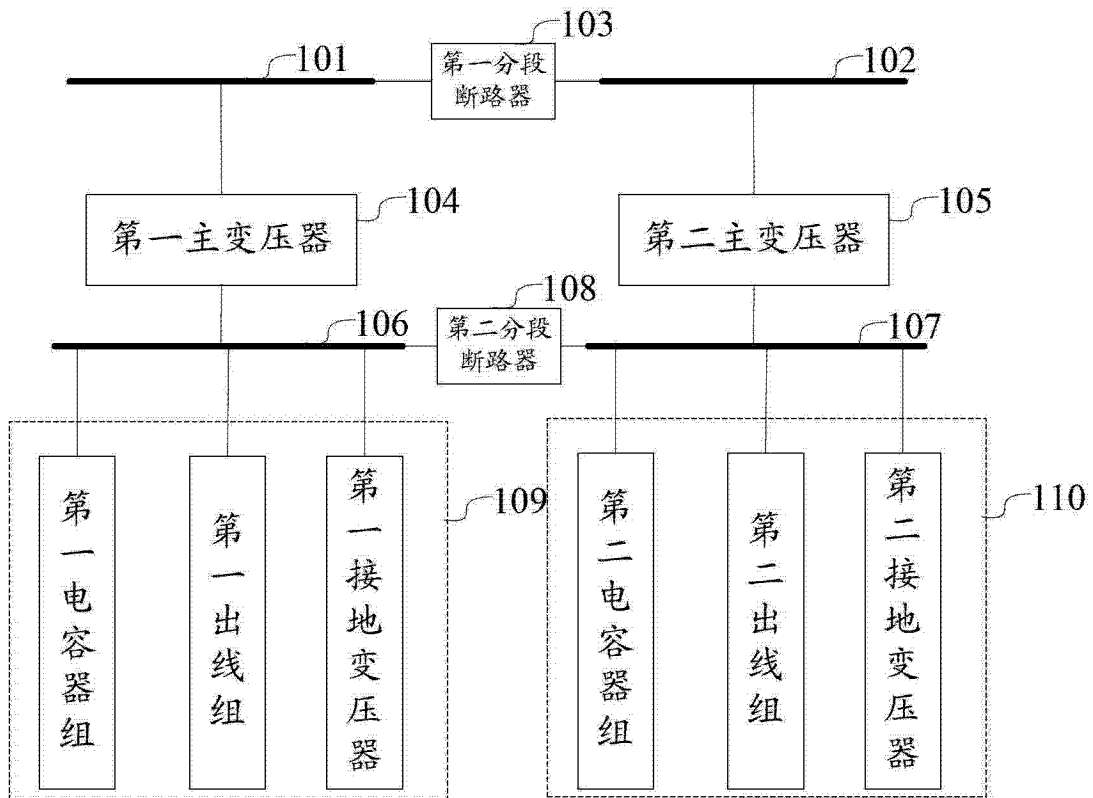 103
101
第一分段
断路器
102
104
第一主变压器
105
第二主变压器
108
106
第二分段
断路器
107
第一电容器组
第一出线组
第一接地变压器
109
第二电容器组
第二出线组
第二接地变压器
110